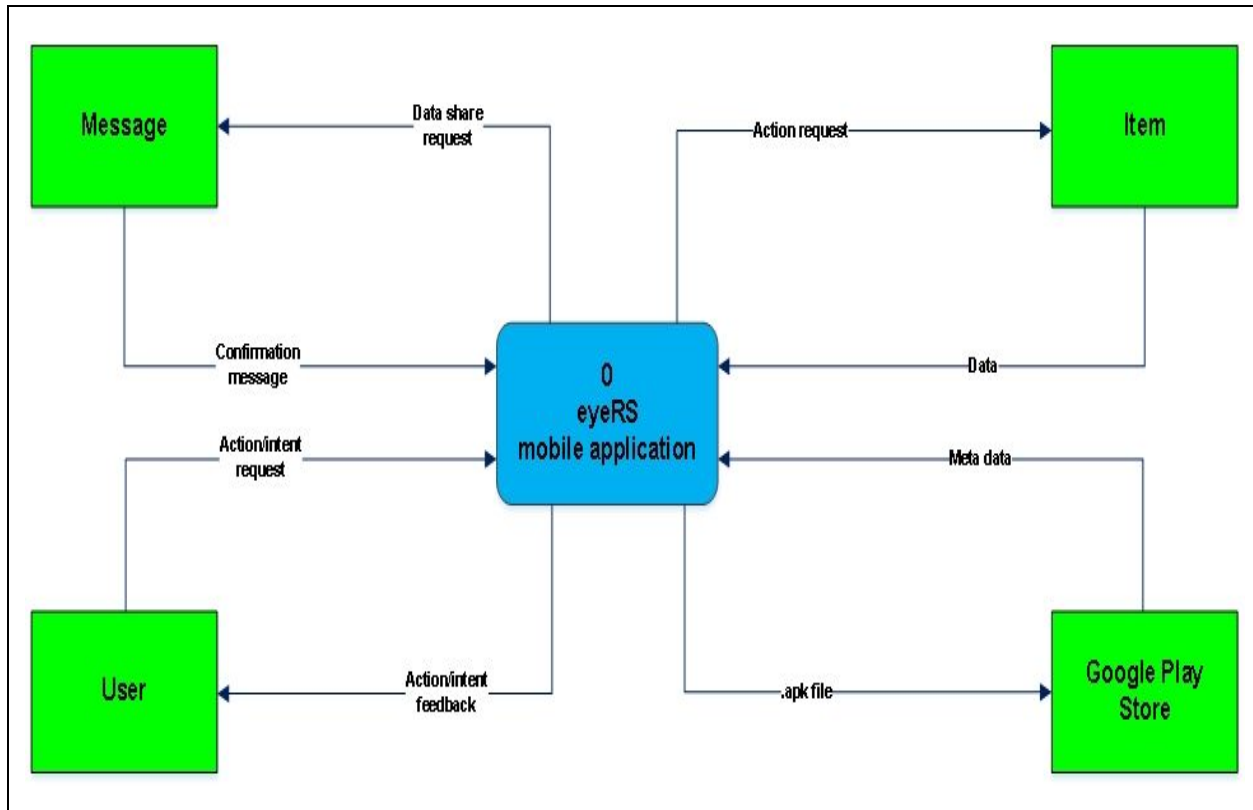 Message
Data share
request
Action request
Item
Confirmation
message
0
eyeRS
mobile application
Data
Action/intent
request
Meta data
User
Action/intent
feedback
.apk file
Google Play
Store